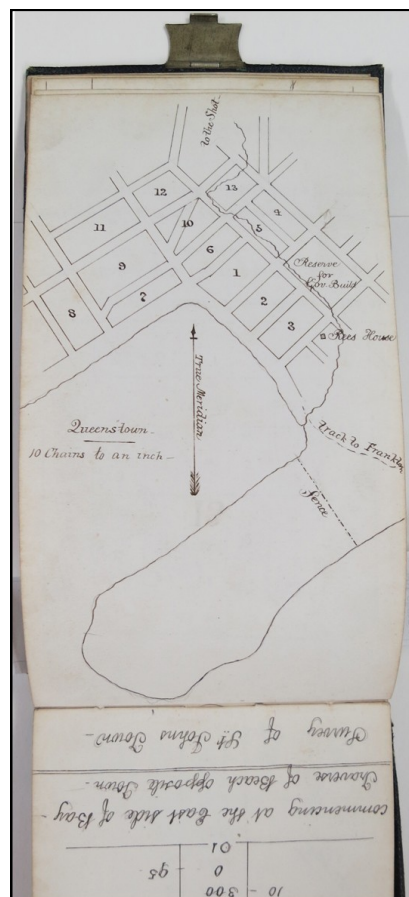 to the Shot.
12
13
4
11
10
5
9
6
Reserve
for
Gov. Build
1
8
7
2
3
Rees House
True Meridian
Queenstown.
10 Chains to an inch
Track to Frankton
Fence
Survey of St Johns Town
Traverse of Beach opposite Town
commencing at the East side of Bay
01
0
95
300
10